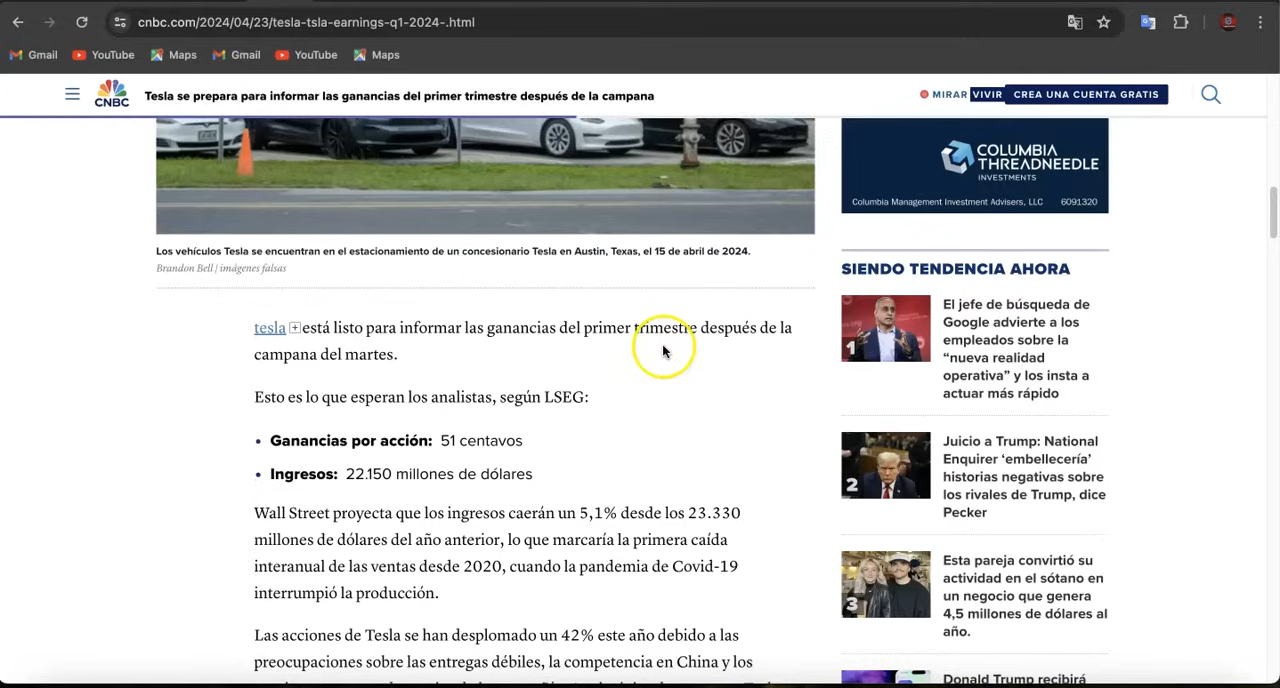 cnbc.com/2024/04/23/tesla-tsla-earnings-q1-2024-.html
Gmail YouTube Maps Gmail YouTube Maps
CNBC
Tesla se prepara para informar las ganancias del primer trimestre después de la campana
MIRAR VIVIR CREA UNA CUENTA GRATIS
Los vehículos Tesla se encuentran en el estacionamiento de un concesionario Tesla en Austin, Texas, el 15 de abril de 2024.
Brandon Bell | imágenes falsas
tesla está listo para informar las ganancias del primer trimestre después de la
campana del martes.
Esto es lo que esperan los analistas, según LSEG:
• Ganancias por acción: 51 centavos
• Ingresos: 22.150 millones de dólares
Wall Street proyecta que los ingresos caerán un 5,1% desde los 23.330
millones de dólares del año anterior, lo que marcaría la primera caída
interanual de las ventas desde 2020, cuando la pandemia de Covid-19
interrumpió la producción.
Las acciones de Tesla se han desplomado un 42% este año debido a las
preocupaciones sobre las entregas débiles, la competencia en China y los
COLUMBIA
THREADNEEDLE
INVESTMENTS
Columbia Management Investment Advisers, LLC 6091320
SIENDO TENDENCIA AHORA
1
El jefe de búsqueda de
Google advierte a los
empleados sobre la
“nueva realidad
operativa” y los insta a
actuar más rápido
2
Juicio a Trump: National
Enquirer ‘embellecería’
historias negativas sobre
los rivales de Trump, dice
Pecker
3
Esta pareja convirtió su
actividad en el sótano en
un negocio que genera
4,5 millones de dólares al
año.
Donald Trump recibirá